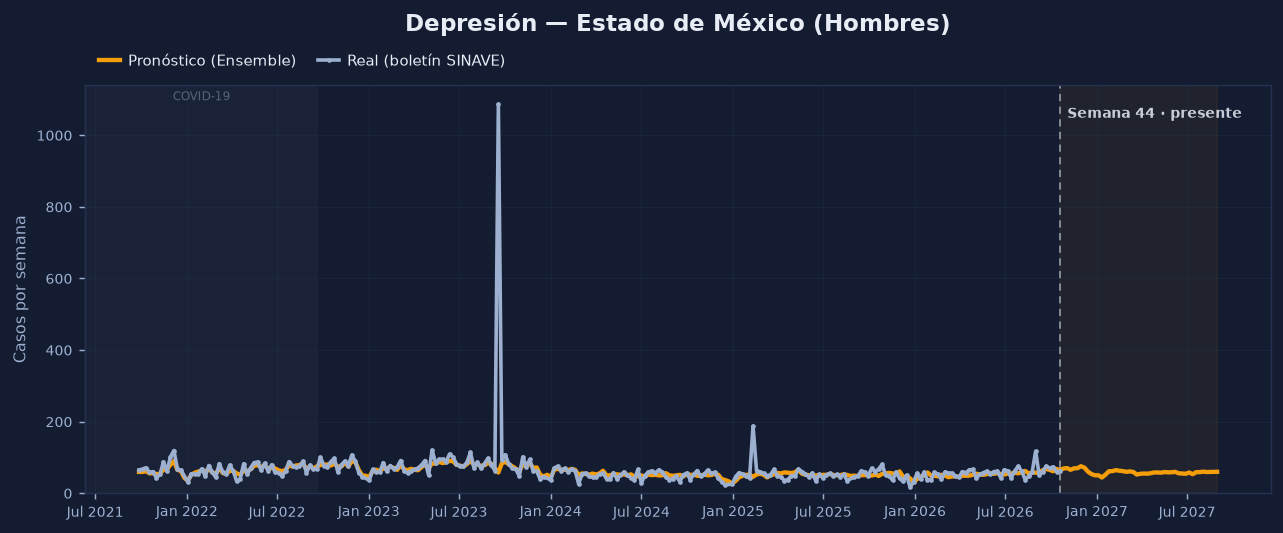 Depresión — Estado de México (Hombres)
Pronóstico (Ensemble)
Real (boletín SINAVE)
COVID-19
Semana 44 · presente
Casos por semana
1000
800
600
400
200
0
Jul 2021
Jan 2022
Jul 2022
Jan 2023
Jul 2023
Jan 2024
Jul 2024
Jan 2025
Jul 2025
Jan 2026
Jul 2026
Jan 2027
Jul 2027